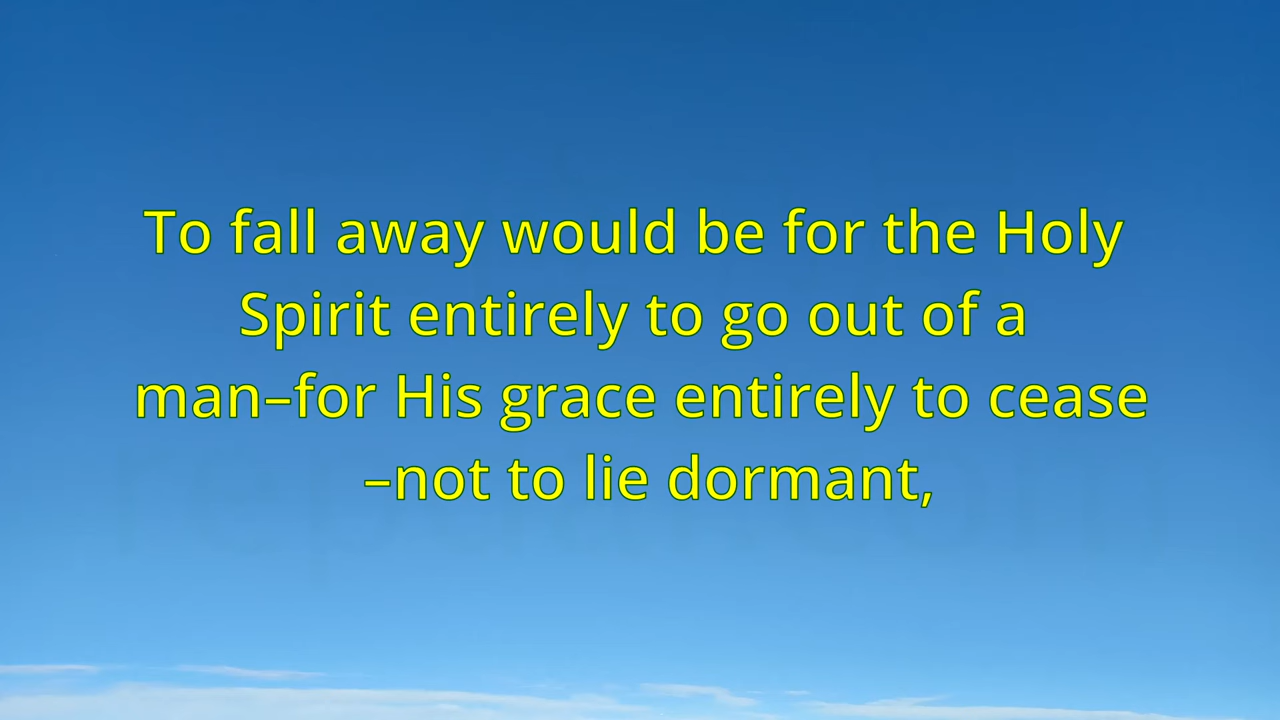 To fall away would be for the Holy
Spirit entirely to go out of a
man–for His grace entirely to cease
–not to lie dormant,